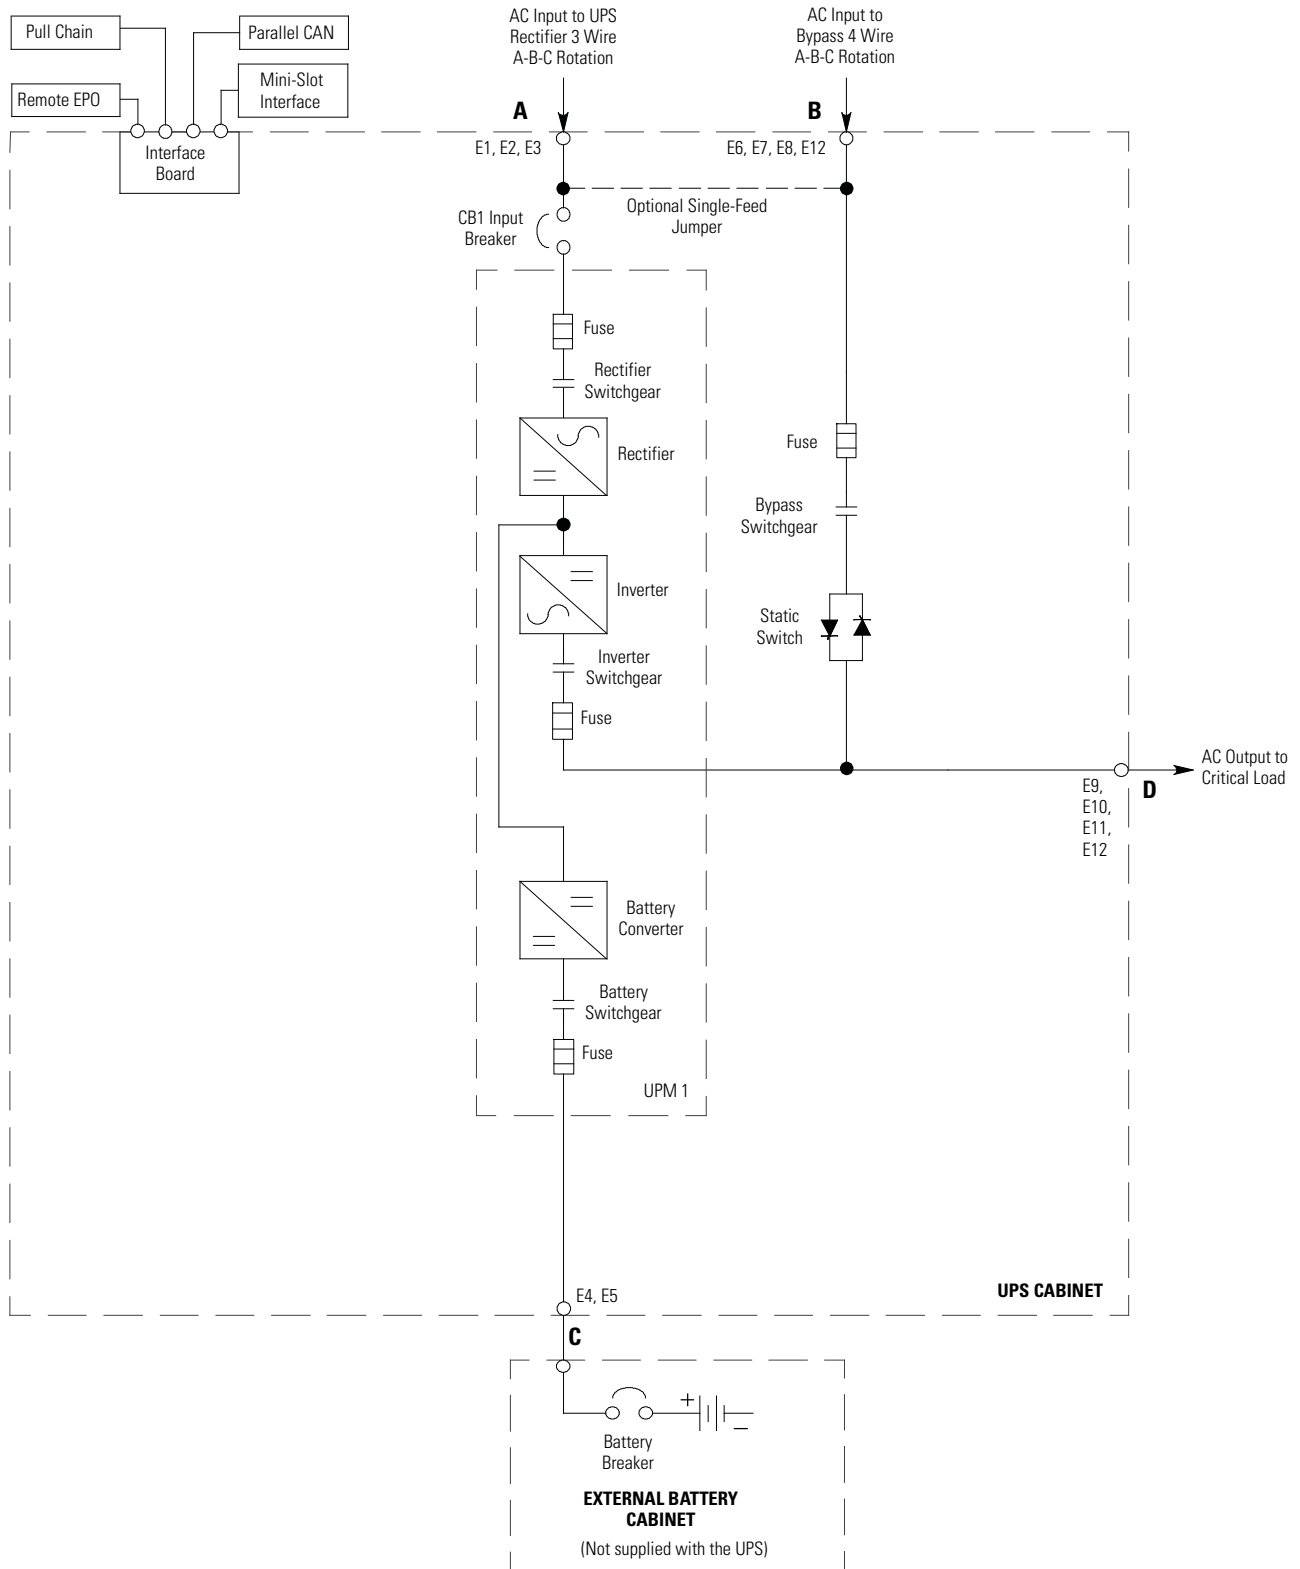 Pull Chain
Parallel CAN
Remote EPO
Mini-Slot
Interface
Interface
Board
AC Input to UPS
Rectifier 3 Wire
A-B-C Rotation
AC Input to
Bypass 4 Wire
A-B-C Rotation
A
B
E1, E2, E3
E6, E7, E8, E12
Optional Single-Feed
Jumper
CB1 Input
Breaker
Fuse
Rectifier
Switchgear
Rectifier
Fuse
Bypass
Switchgear
Inverter
Static
Switch
Inverter
Switchgear
Fuse
AC Output to
Critical Load
D
E9,
E10,
E11,
E12
Battery
Converter
Battery
Switchgear
Fuse
UPM 1
UPS CABINET
E4, E5
C
+
–
Battery
Breaker
EXTERNAL BATTERY
CABINET
(Not supplied with the UPS)